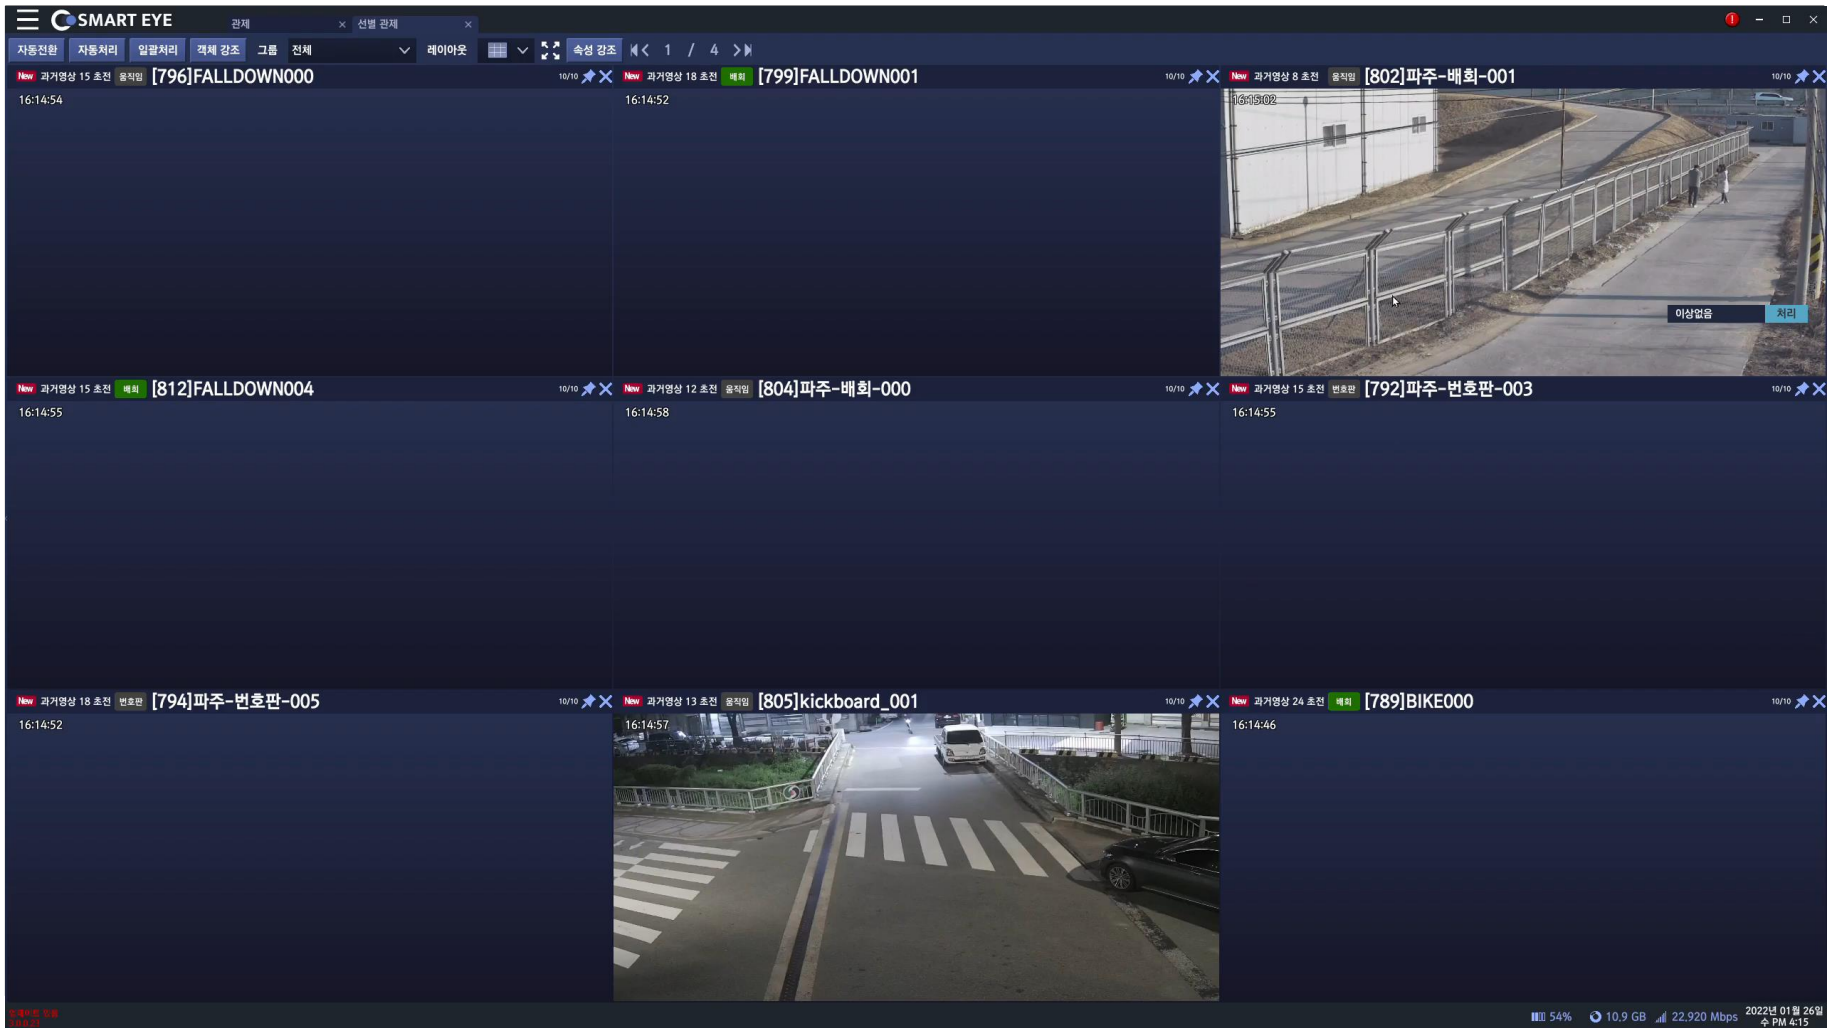 SMART EYE 관제 × 선별 관제 ×
자동전환 자동처리 일괄처리 객체 강조 그룹 전체 레이아웃 속성 강조 1 / 4
New 과거영상 15 초전 움직임 [796]FALLDOWN000 10/10
16:14:54
New 과거영상 18 초전 배회 [799]FALLDOWN001 10/10
16:14:52
New 과거영상 8 초전 움직임 [802]파주-배회-001 10/10
16:15:02
이상없음 처리
New 과거영상 15 초전 배회 [812]FALLDOWN004 10/10
16:14:55
New 과거영상 12 초전 움직임 [804]파주-배회-000 10/10
16:14:58
New 과거영상 15 초전 번호판 [792]파주-번호판-003 10/10
16:14:55
New 과거영상 18 초전 번호판 [794]파주-번호판-005 10/10
16:14:52
New 과거영상 13 초전 움직임 [805]kickboard_001 10/10
16:14:57
New 과거영상 24 초전 배회 [789]BIKE000 10/10
16:14:46
54% 10.9 GB 22,920 Mbps 2022년 01월 26일
수 PM 4:15